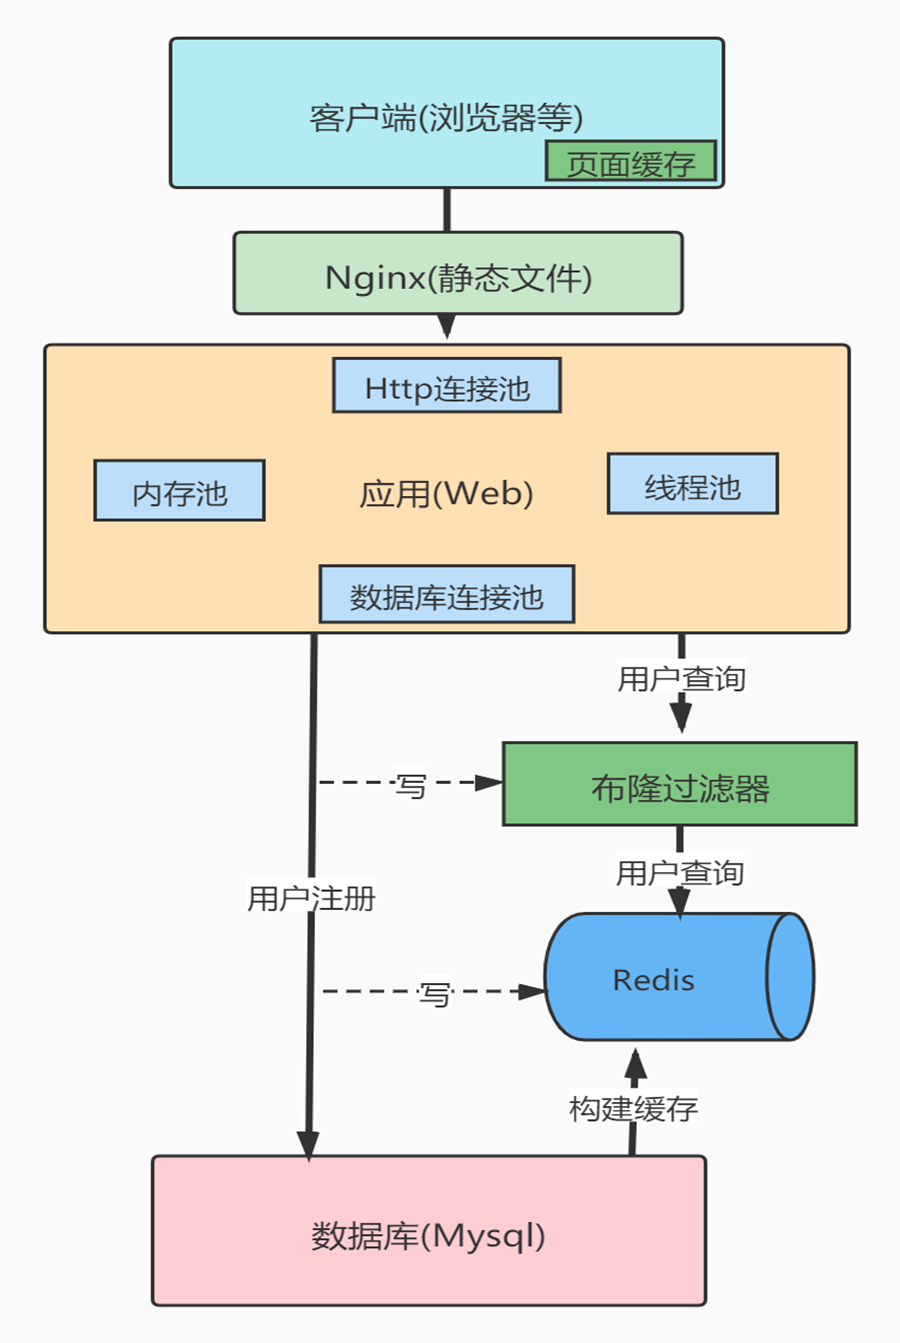 客户端(浏览器等)
页面缓存
Nginx(静态文件)
Http连接池
内存池
应用(Web)
线程池
数据库连接池
用户查询
写
布隆过滤器
用户查询
用户注册
Redis
写
构建缓存
数据库(Mysql)